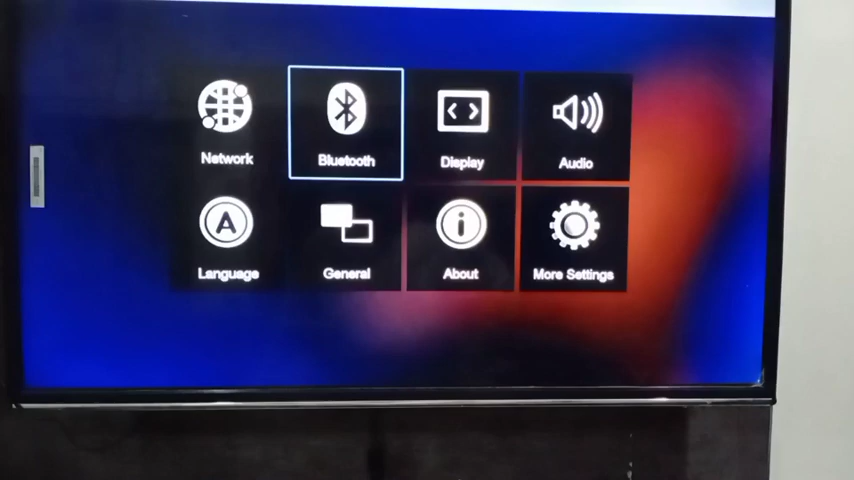 Network
Bluetooth
Display
Audio
A
Language
General
About
More Settings